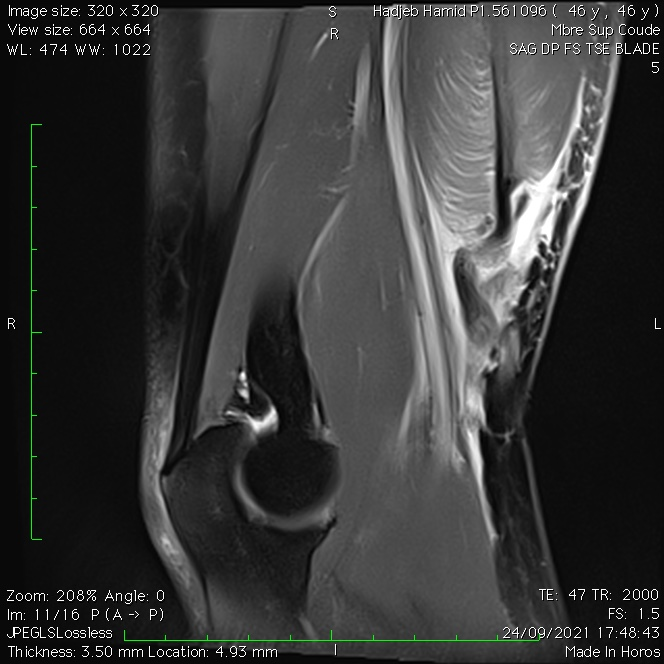 Image size: 320 x 320
View size: 664 x 664
WL: 474 WW: 1022
S
R
Hadjeb Hamid P1.561096 ( 46 y , 46 y )
Mbre Sup Coude
SAG DP FS TSE BLADE
5
R
L
Zoom: 208% Angle: 0
Im: 11/16 P (A -> P)
JPEGLSLossless
Thickness: 3.50 mm Location: 4.93 mm
I
TE: 47 TR: 2000
FS: 1.5
24/09/2021 17:48:43
Made In Horos